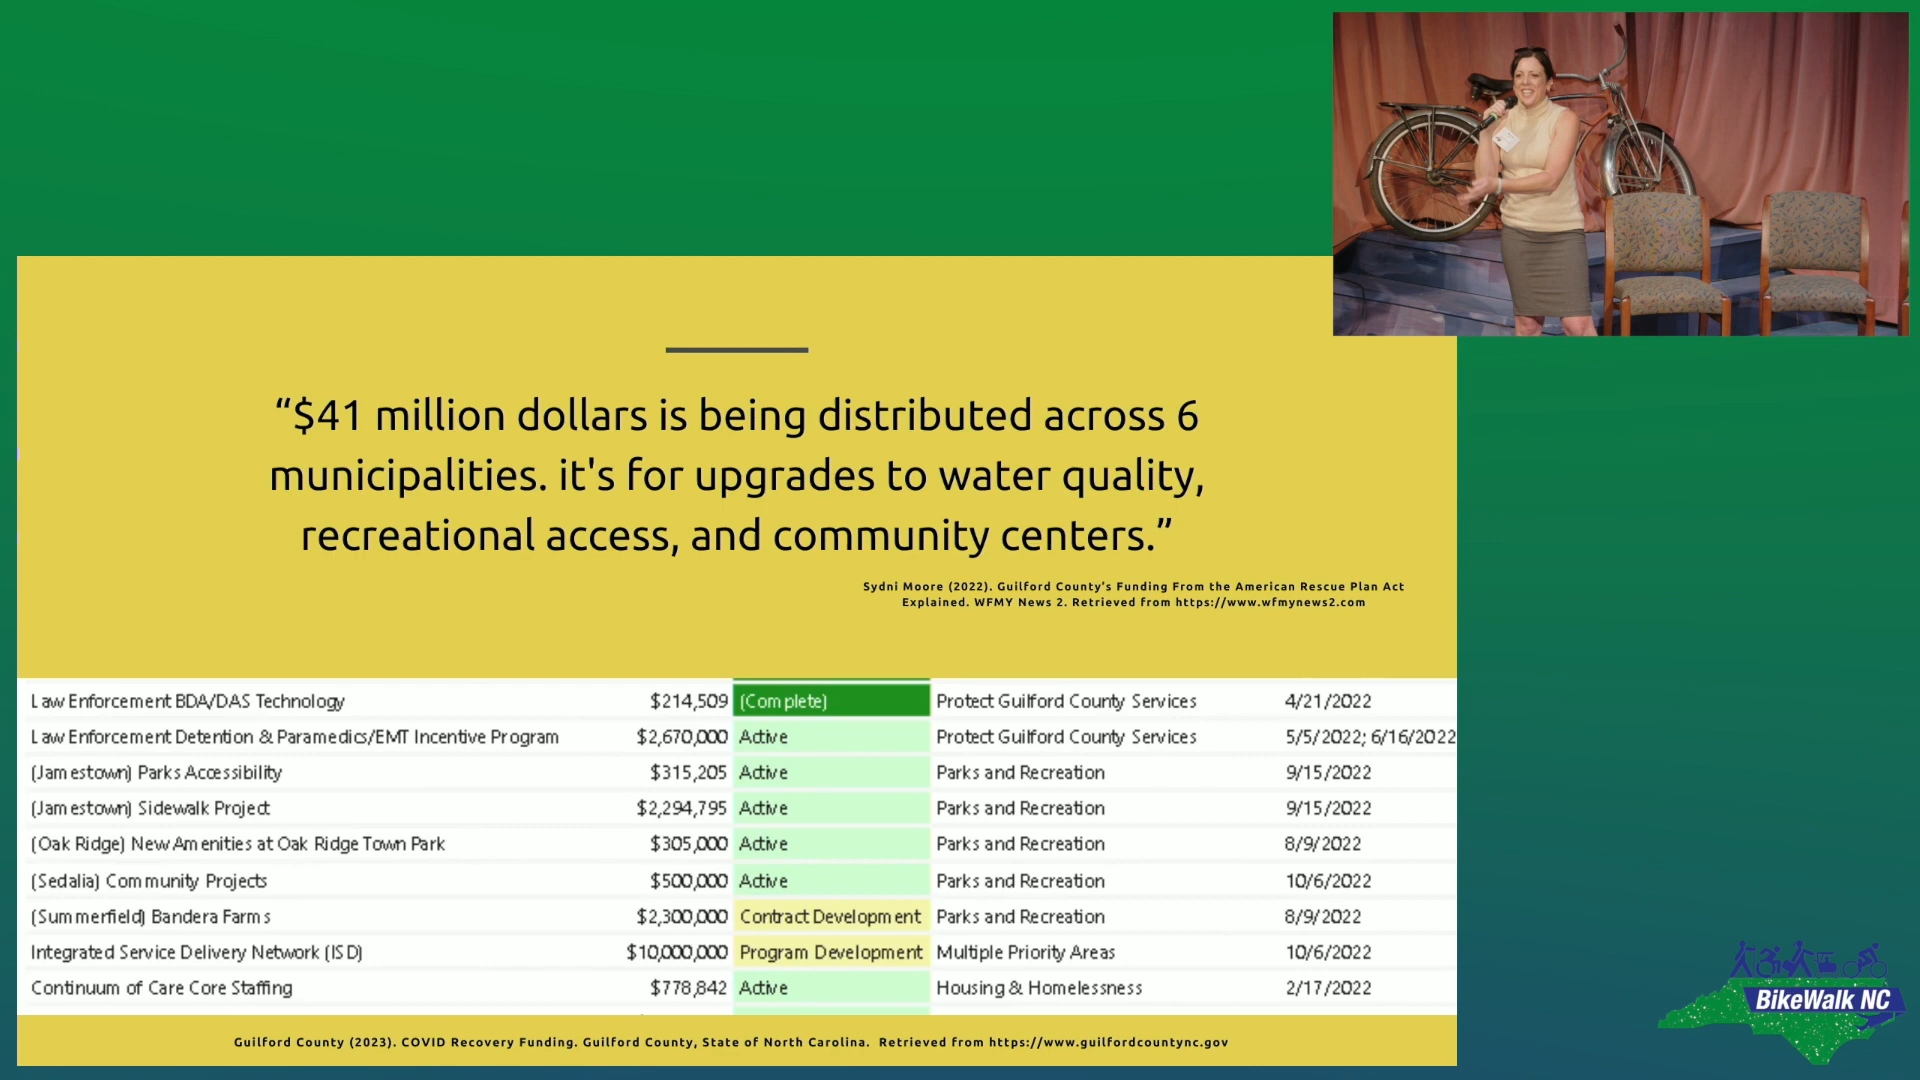 “$41 million dollars is being distributed across 6
municipalities. it's for upgrades to water quality,
recreational access, and community centers.”
Sydni Moore (2022). Guilford County's Funding From the American Rescue Plan Act
Explained. WFMY News 2. Retrieved from https://www.wfmynews2.com
Law Enforcement BDA/DAS Technology $214,509 (Complete) Protect Guilford County Services 4/21/2022
Law Enforcement Detention & Paramedics/EMT Incentive Program $2,670,000 Active Protect Guilford County Services 5/5/2022; 6/16/2022
(Jamestown) Parks Accessibility $315,205 Active Parks and Recreation 9/15/2022
(Jamestown) Sidewalk Project $2,294,795 Active Parks and Recreation 9/15/2022
(Oak Ridge) New Amenities at Oak Ridge Town Park $305,000 Active Parks and Recreation 8/9/2022
(Sedalia) Community Projects $500,000 Active Parks and Recreation 10/6/2022
(Summerfield) Bandera Farms $2,300,000 Contract Development Parks and Recreation 8/9/2022
Integrated Service Delivery Network (ISD) $10,000,000 Program Development Multiple Priority Areas 10/6/2022
Continuum of Care Core Staffing $778,842 Active Housing & Homelessness 2/17/2022
Guilford County (2023). COVID Recovery Funding. Guilford County, State of North Carolina. Retrieved from https://www.guilfordcountync.gov
BikeWalk NC